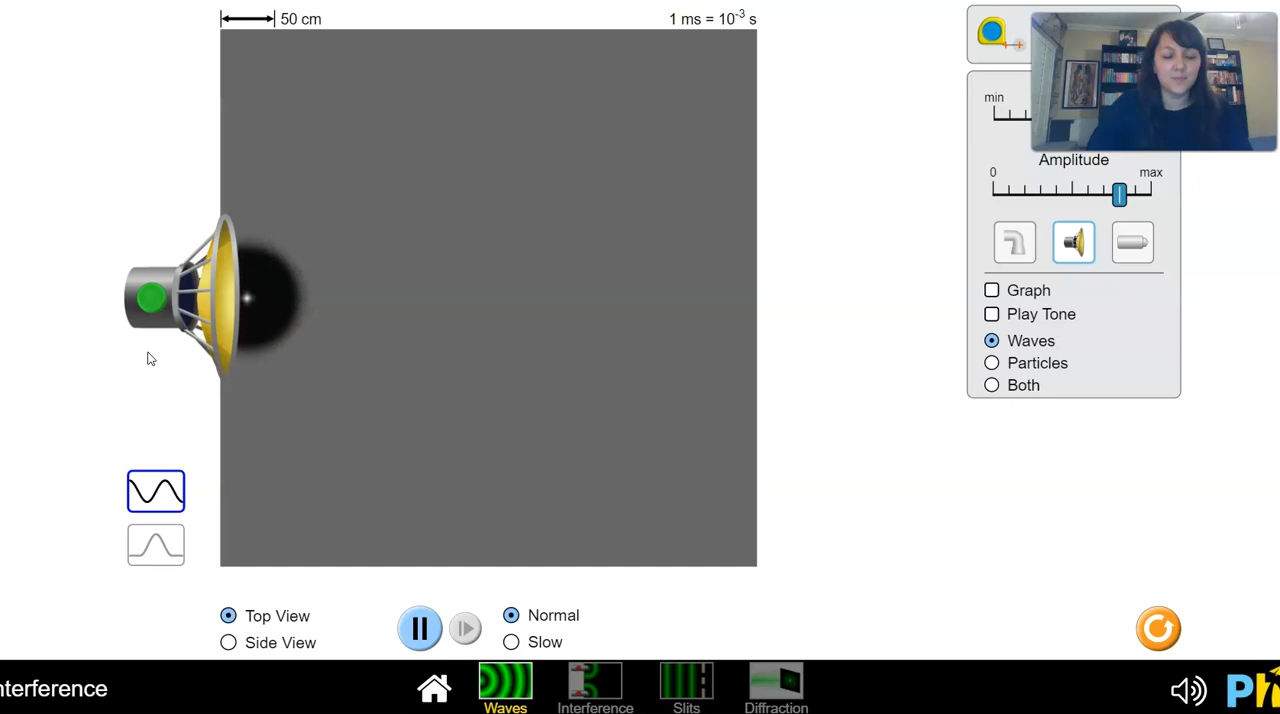 50 cm
1 ms = 10⁻³ s
min
Amplitude
0 max
Graph
Play Tone
Waves
Particles
Both
Top View
Side View
Normal
Slow
nterference
Waves
Interference
Slits
Diffraction